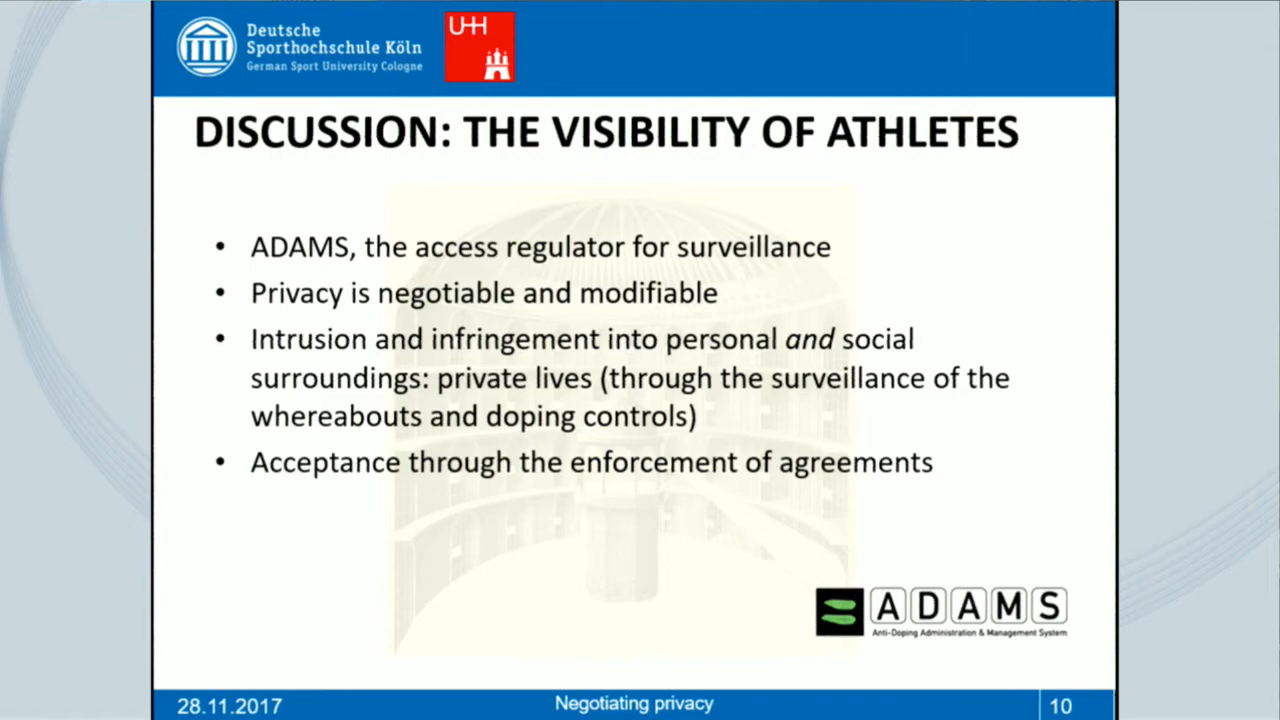 Deutsche
Sporthochschule Köln
German Sport University Cologne
UHH
DISCUSSION: THE VISIBILITY OF ATHLETES
• ADAMS, the access regulator for surveillance
• Privacy is negotiable and modifiable
• Intrusion and infringement into personal and social
surroundings: private lives (through the surveillance of the
whereabouts and doping controls)
• Acceptance through the enforcement of agreements
ADAMS
Anti-Doping Administration & Management System
28.11.2017
Negotiating privacy
10